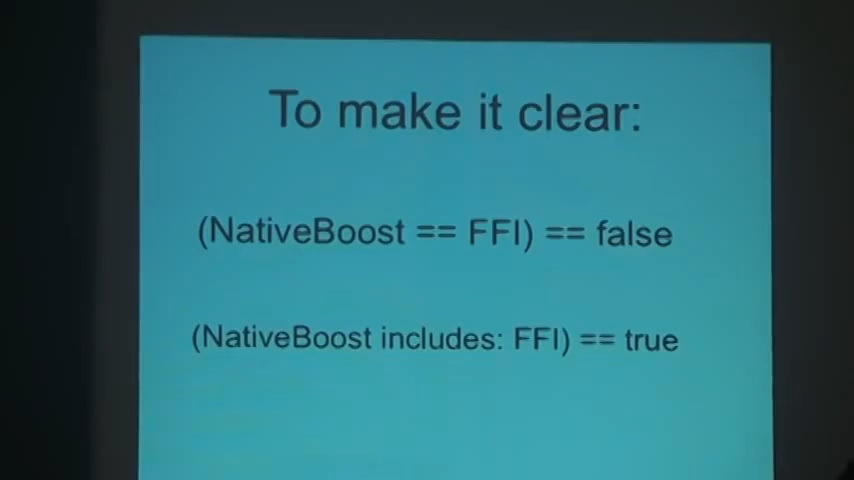 To make it clear:
(NativeBoost == FFI) == false
(NativeBoost includes: FFI) == true